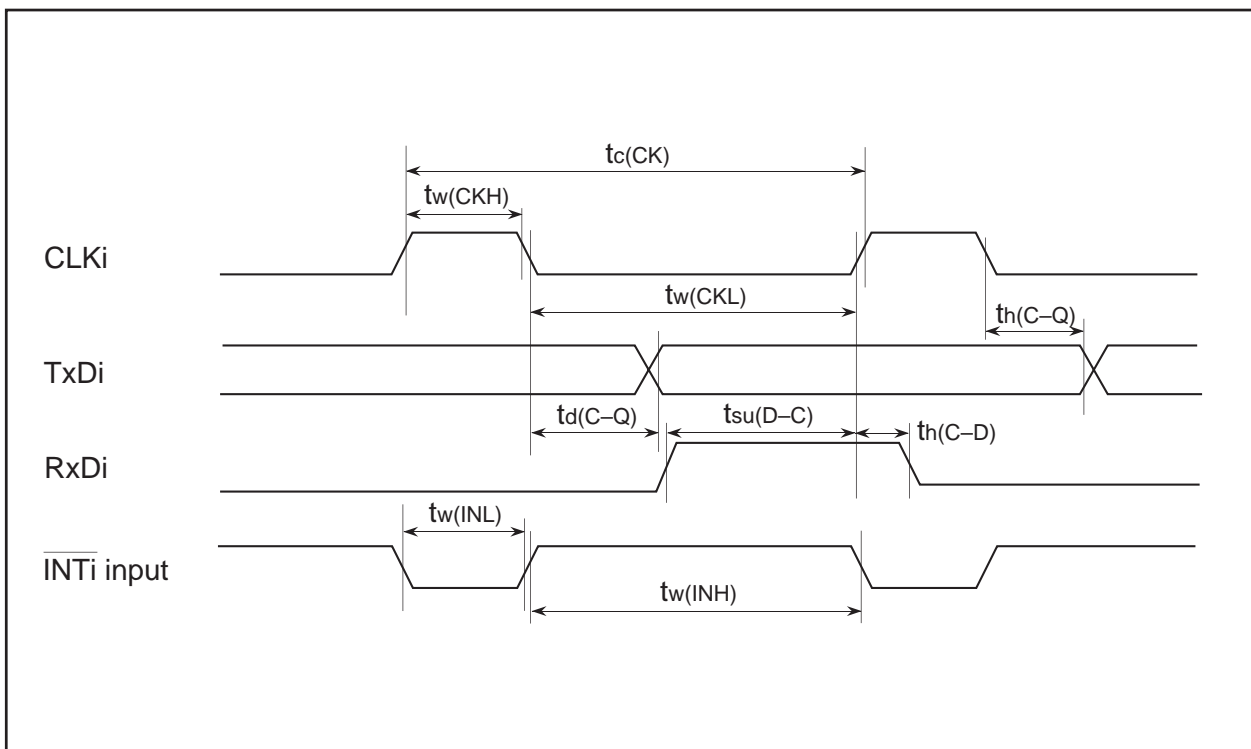 tc(CK)
tw(CKH)
CLKi
tw(CKL)
th(C–Q)
TxDi
td(C–Q)
tsu(D–C)
th(C–D)
RxDi
tw(INL)
INTi input
tw(INH)